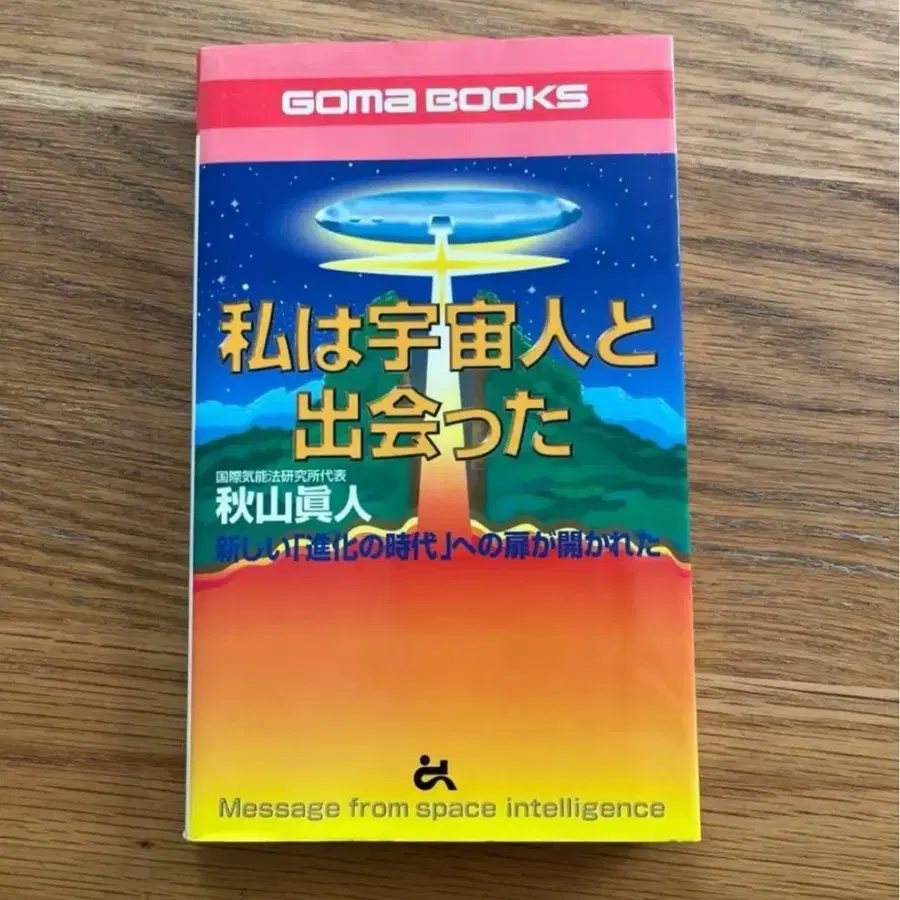 GOMA BOOKS
私は宇宙人と
出会った
国際気能法研究所代表
秋山眞人
新しい「進化の時代」への扉が開かれた
Message from space intelligence